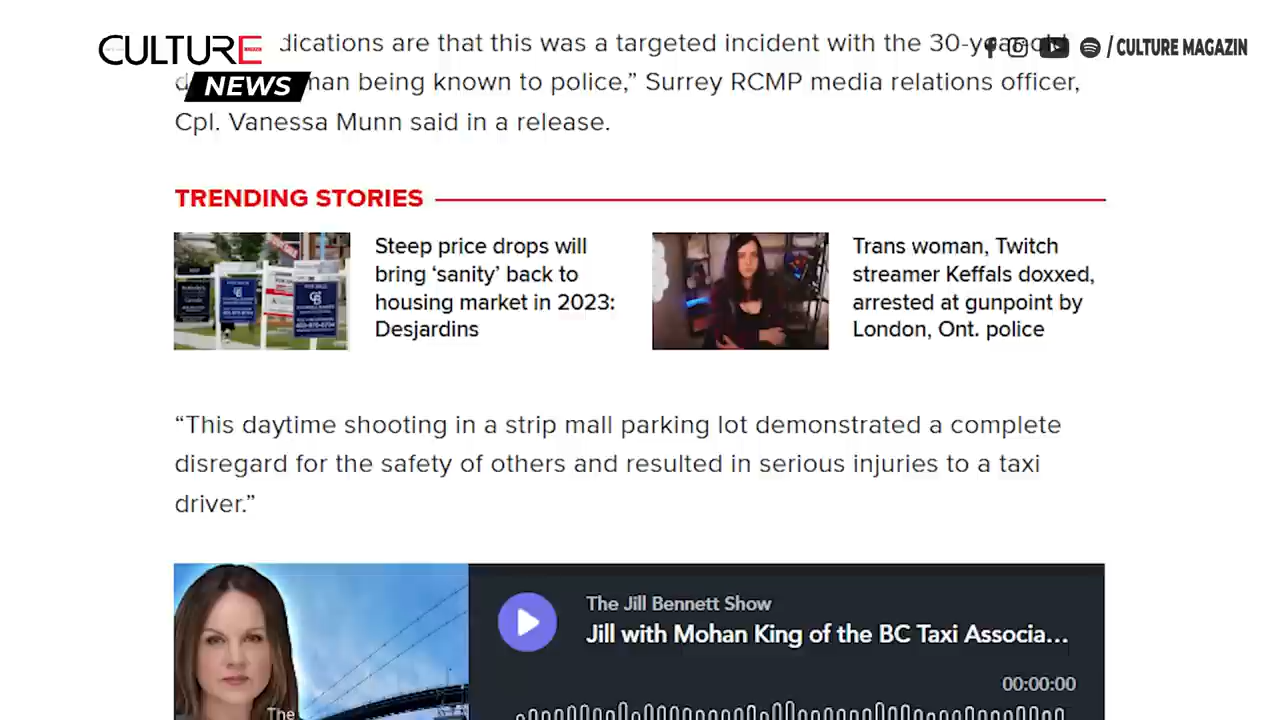 CULTURE
NEWS
dications are that this was a targeted incident with the 30-year-old
man being known to police,” Surrey RCMP media relations officer,
Cpl. Vanessa Munn said in a release.
/ CULTURE MAGAZIN
TRENDING STORIES
Steep price drops will
bring ‘sanity’ back to
housing market in 2023:
Desjardins
Trans woman, Twitch
streamer Keffals doxxed,
arrested at gunpoint by
London, Ont. police
“This daytime shooting in a strip mall parking lot demonstrated a complete
disregard for the safety of others and resulted in serious injuries to a taxi
driver.”
The Jill Bennett Show
Jill with Mohan King of the BC Taxi Associa...
00:00:00
The